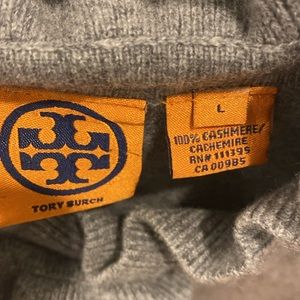 TORY BURCH
L
100% CASHMERE/
CACHEMIRE
RN# 111395
CA 00985